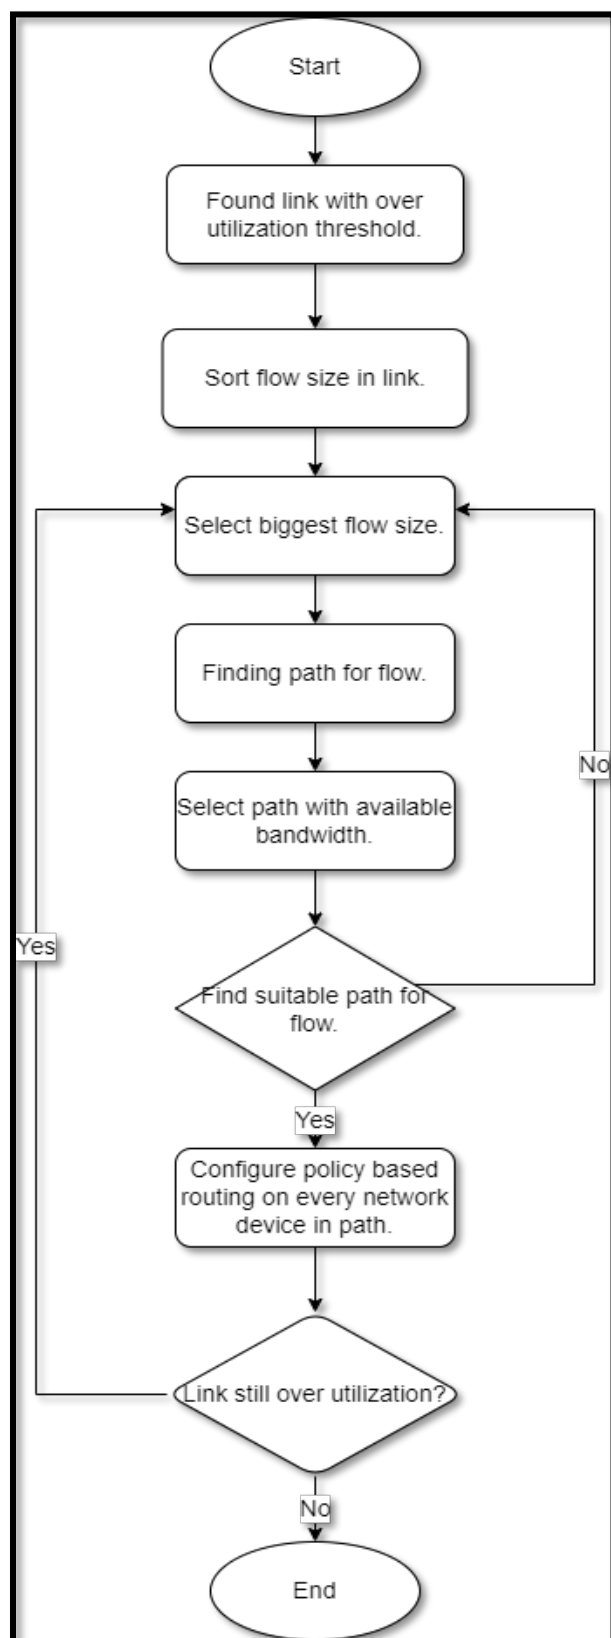 Start
Found link with over
utilization threshold.
Sort flow size in link.
Select biggest flow size.
Finding path for flow.
No
Select path with available
bandwidth.
Yes
Find suitable path for
flow.
Yes
Configure policy based
routing on every network
device in path.
Link still over utilization?
No
End